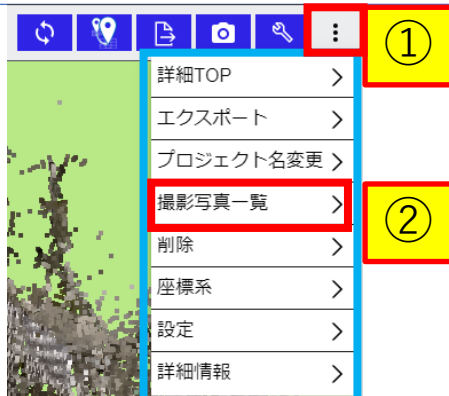 ①
詳細TOP
エクスポート
プロジェクト名変更
撮影写真一覧
②
削除
座標系
設定
詳細情報